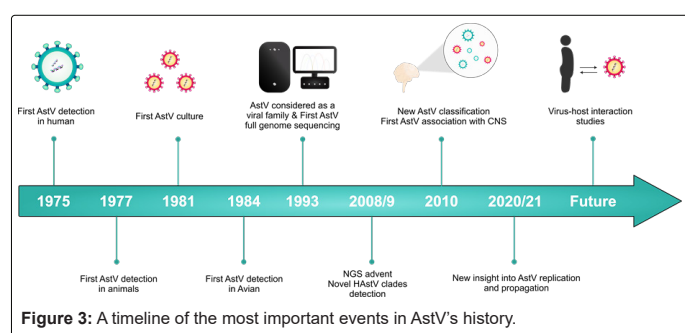 First AstV detection
in human
First AstV culture
AstV considered as a
viral family & First AstV
full genome sequencing
New AstV classification
First AstV association with CNS
Virus-host interaction
studies
1975
1977
1981
1984
1993
2008/9
2010
2020/21
Future
First AstV detection
in animals
First AstV detection
in Avian
NGS advent
Novel HAstV clades
detection
New insight into AstV replication
and propagation
Figure 3: A timeline of the most important events in AstV's history.